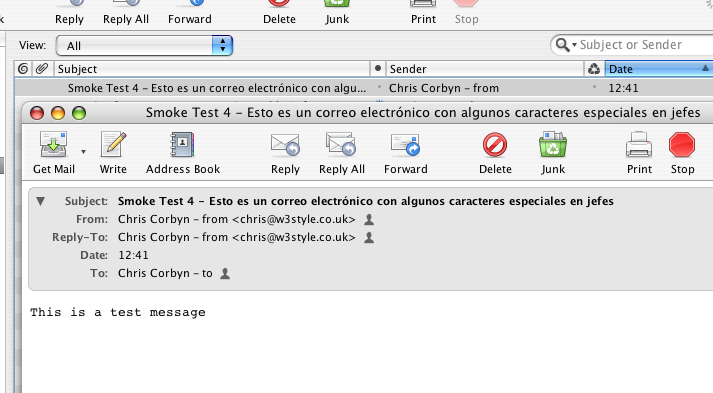 Reply Reply All Forward Delete Junk Print Stop
View: All Subject or Sender
Subject Sender Date
Smoke Test 4 – Esto es un correo electrónico con algu... Chris Corbyn – from 12:41
Smoke Test 4 – Esto es un correo electrónico con algunos caracteres especiales en jefes
Get Mail Write Address Book Reply Reply All Forward Delete Junk Print Stop
Subject: Smoke Test 4 – Esto es un correo electrónico con algunos caracteres especiales en jefes
From: Chris Corbyn – from <chris@w3style.co.uk>
Reply-To: Chris Corbyn – from <chris@w3style.co.uk>
Date: 12:41
To: Chris Corbyn – to
This is a test message